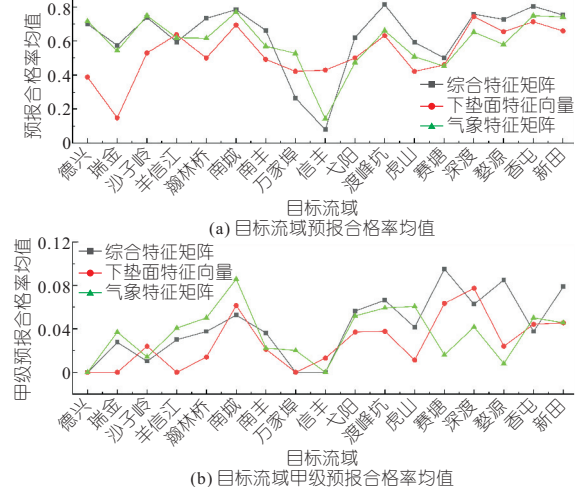 0.8
0.6
0.4
0.2
0
预报合格率均值
综合特征矩阵
下垫面特征向量
气象特征矩阵
德兴 瑞金 沙子岭 羊信江 瀚林桥 南城 南丰 万家埠 信丰 弋阳 渡峰坑 虎山 赛塘 深渡 婺源 香屯 新田
目标流域
(a) 目标流域预报合格率均值
0.12
0.08
0.04
0
甲级预报合格率均值
综合特征矩阵
下垫面特征向量
气象特征矩阵
德兴 瑞金 沙子岭 羊信江 瀚林桥 南城 南丰 万家埠 信丰 弋阳 渡峰坑 虎山 赛塘 深渡 婺源 香屯 新田
目标流域
(b) 目标流域甲级预报合格率均值